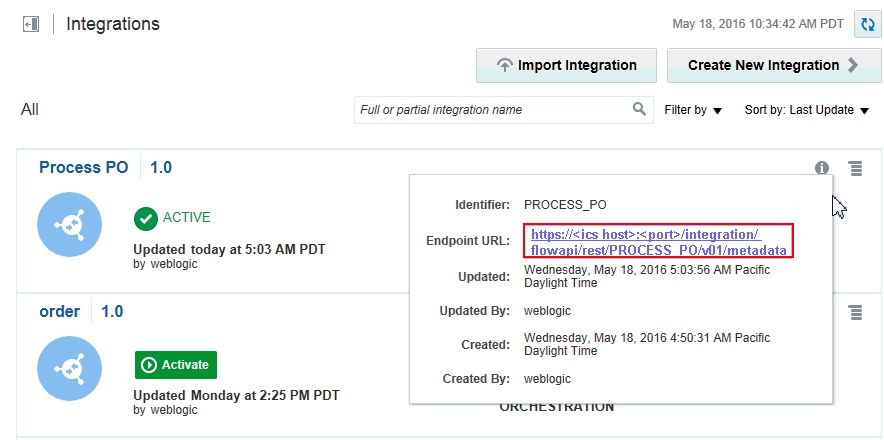 Integrations
May 18, 2016 10:34:42 AM PDT
Import Integration
Create New Integration
All
Full or partial integration name
Filter by
Sort by: Last Update
Process PO
1.0
ACTIVE
Updated today at 5:03 AM PDT
by weblogic
Identifier: PROCESS_PO
Endpoint URL: https://<ics host>:<port>/integration/
flowapi/rest/PROCESS_PO/v01/metadata
Updated: Wednesday, May 18, 2016 5:03:56 AM Pacific
Daylight Time
Updated By: weblogic
Created: Wednesday, May 18, 2016 4:50:31 AM Pacific
Daylight Time
Created By: weblogic
order
1.0
Activate
Updated Monday at 2:25 PM PDT
by weblogic
ORCHESTRATION